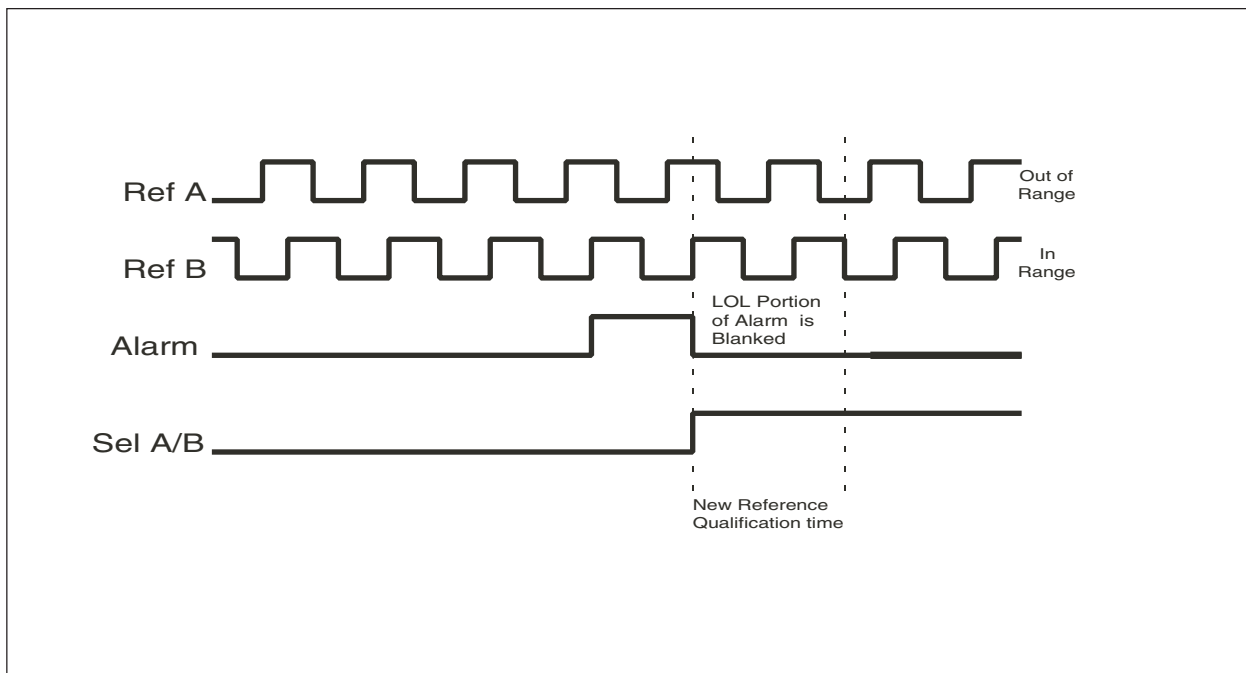 Ref A
Out of
Range
Ref B
In
Range
LOL Portion
of Alarm is
Blanked
Alarm
Sel A/B
New Reference
Qualification time